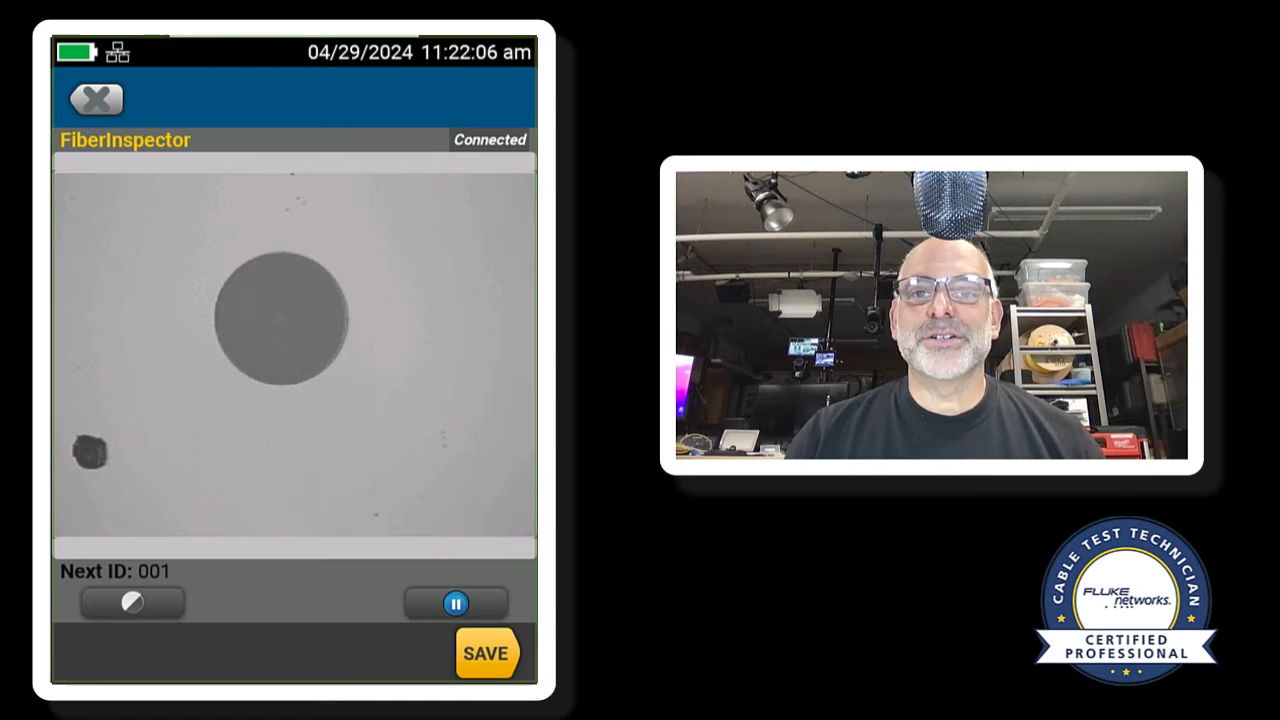 04/29/2024 11:22:06 am
FiberInspector
Connected
Next ID: 001
SAVE
CABLE TEST TECHNICIAN
FLUKE
networks.
CERTIFIED
PROFESSIONAL